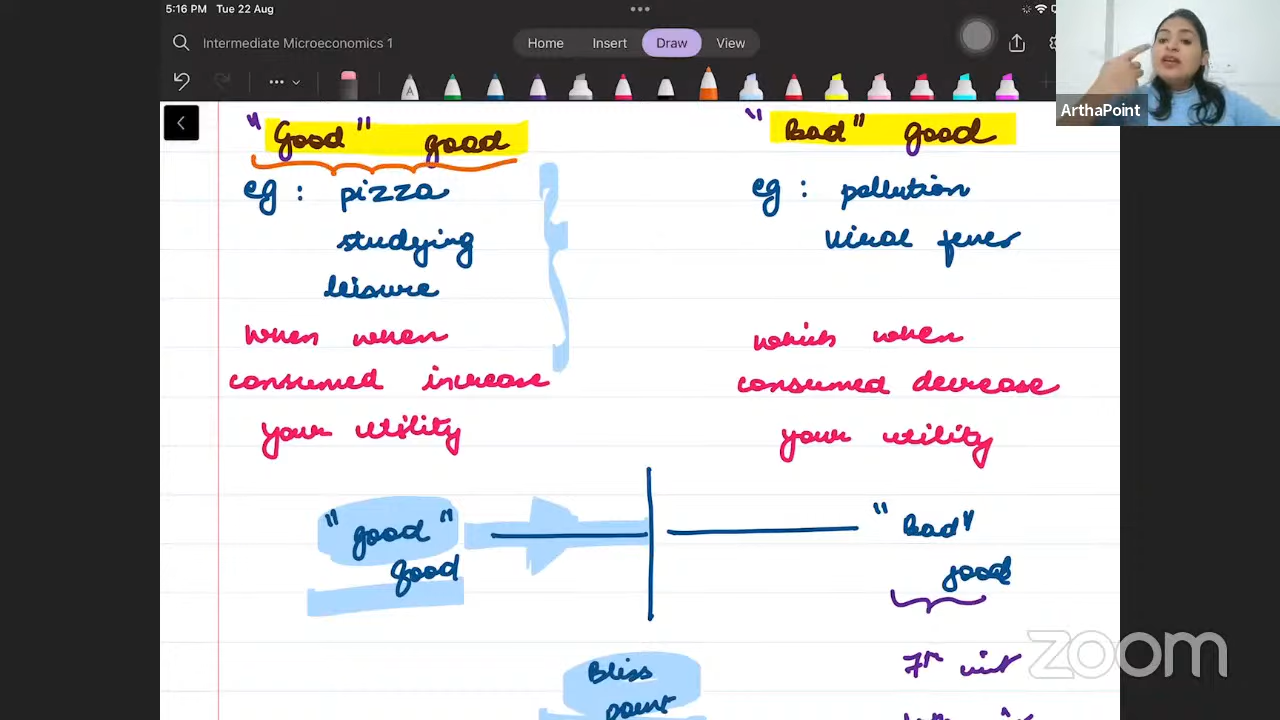 5:16 PM Tue 22 Aug
Intermediate Microeconomics 1
Home Insert Draw View
ArthaPoint
"Good" good
"Bad" good
eg : pizza
eg : pollution
studying
viral fever
leisure
when when
which when
consumed increase
consumed decrease
your utility
your utility
"good"
good
"Bad"
good
Bliss
point
7th unit
zoom